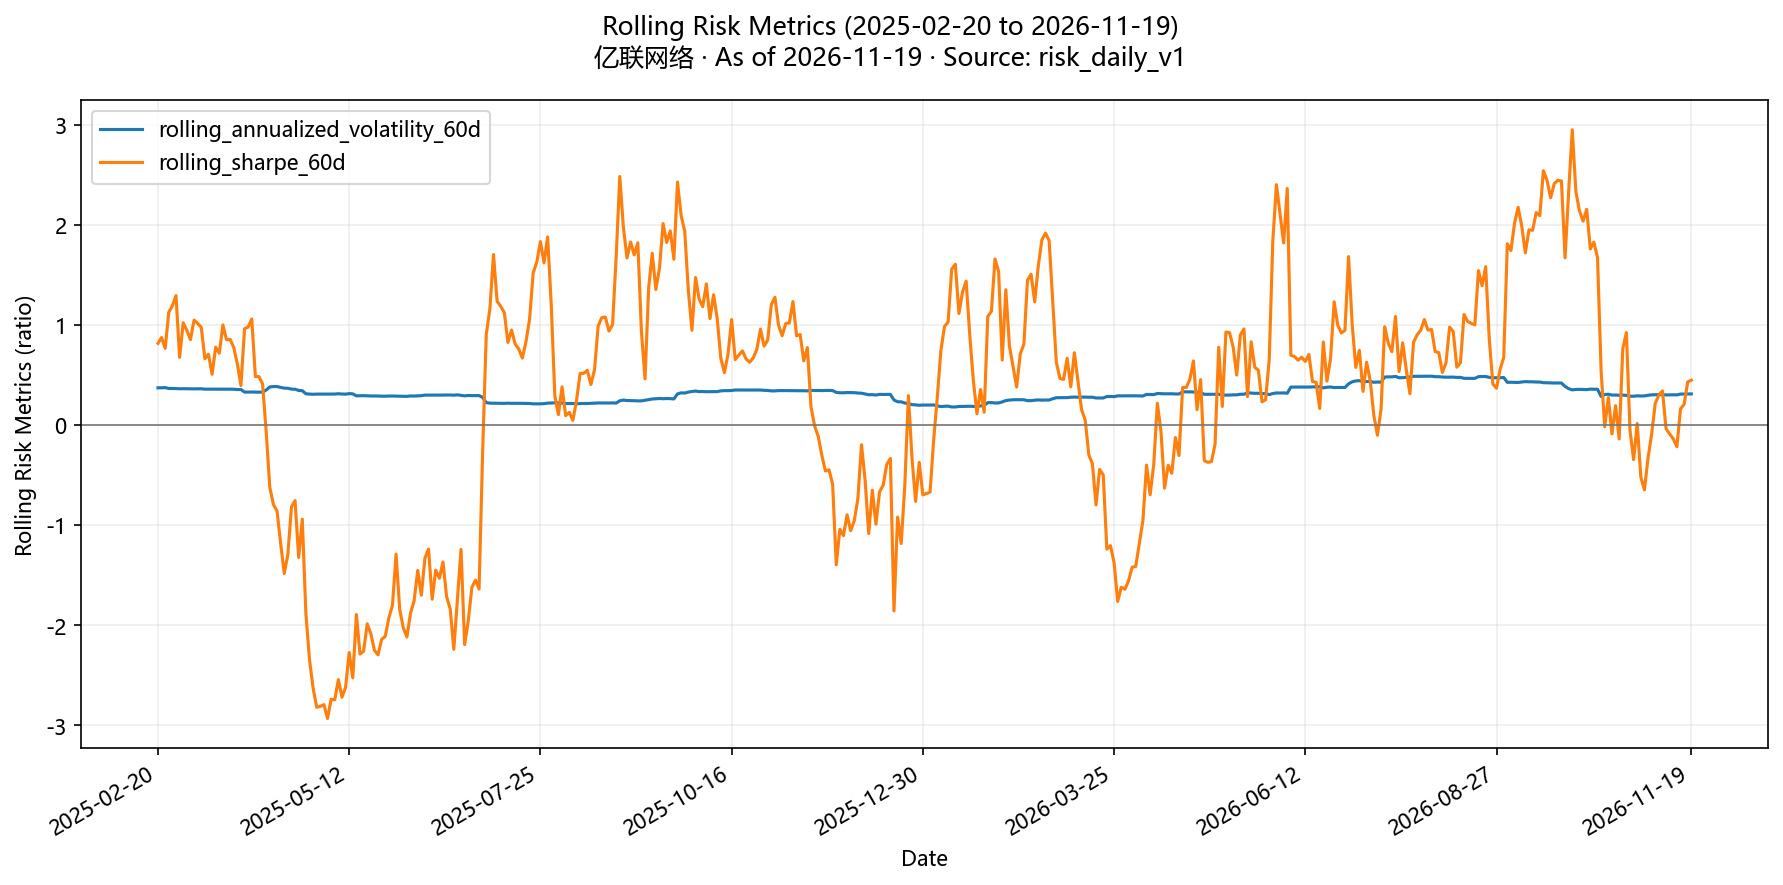 Rolling Risk Metrics (2025-02-20 to 2026-11-19)
亿联网络 · As of 2026-11-19 · Source: risk_daily_v1
rolling_annualized_volatility_60d
rolling_sharpe_60d
Rolling Risk Metrics (ratio)
3
2
1
0
-1
-2
-3
2025-02-20
2025-05-12
2025-07-25
2025-10-16
2025-12-30
2026-03-25
2026-06-12
2026-08-27
2026-11-19
Date